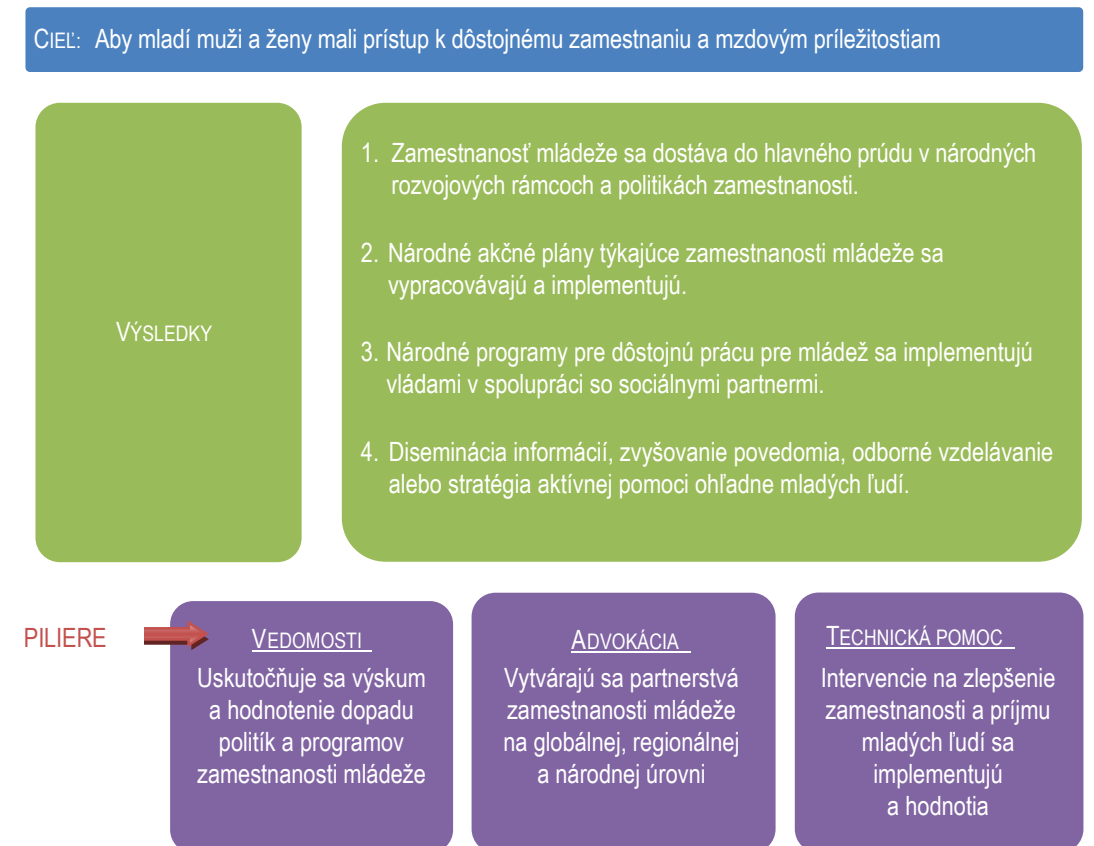 CIEĽ: Aby mladí muži a ženy mali prístup k dôstojnému zamestnaniu a mzdovým príležitostiam
VÝSLEDKY
1. Zamestnanosť mládeže sa dostáva do hlavného prúdu v národných
rozvojových rámcoch a politikách zamestnanosti.
2. Národné akčné plány týkajúce zamestnanosti mládeže sa
vypracovávajú a implementujú.
3. Národné programy pre dôstojnú prácu pre mládež sa implementujú
vládami v spolupráci so sociálnymi partnermi.
4. Diseminácia informácií, zvyšovanie povedomia, odborné vzdelávanie
alebo stratégia aktívnej pomoci ohľadne mladých ľudí.
PILIERE
VEDOMOSTI
Uskutočňuje sa výskum
a hodnotenie dopadu
politík a programov
zamestnanosti mládeže
ADVOKÁCIA
Vytvárajú sa partnerstvá
zamestnanosti mládeže
na globálnej, regionálnej
a národnej úrovni
TECHNICKÁ POMOC
Intervencie na zlepšenie
zamestnanosti a príjmu
mladých ľudí sa
implementujú
a hodnotia